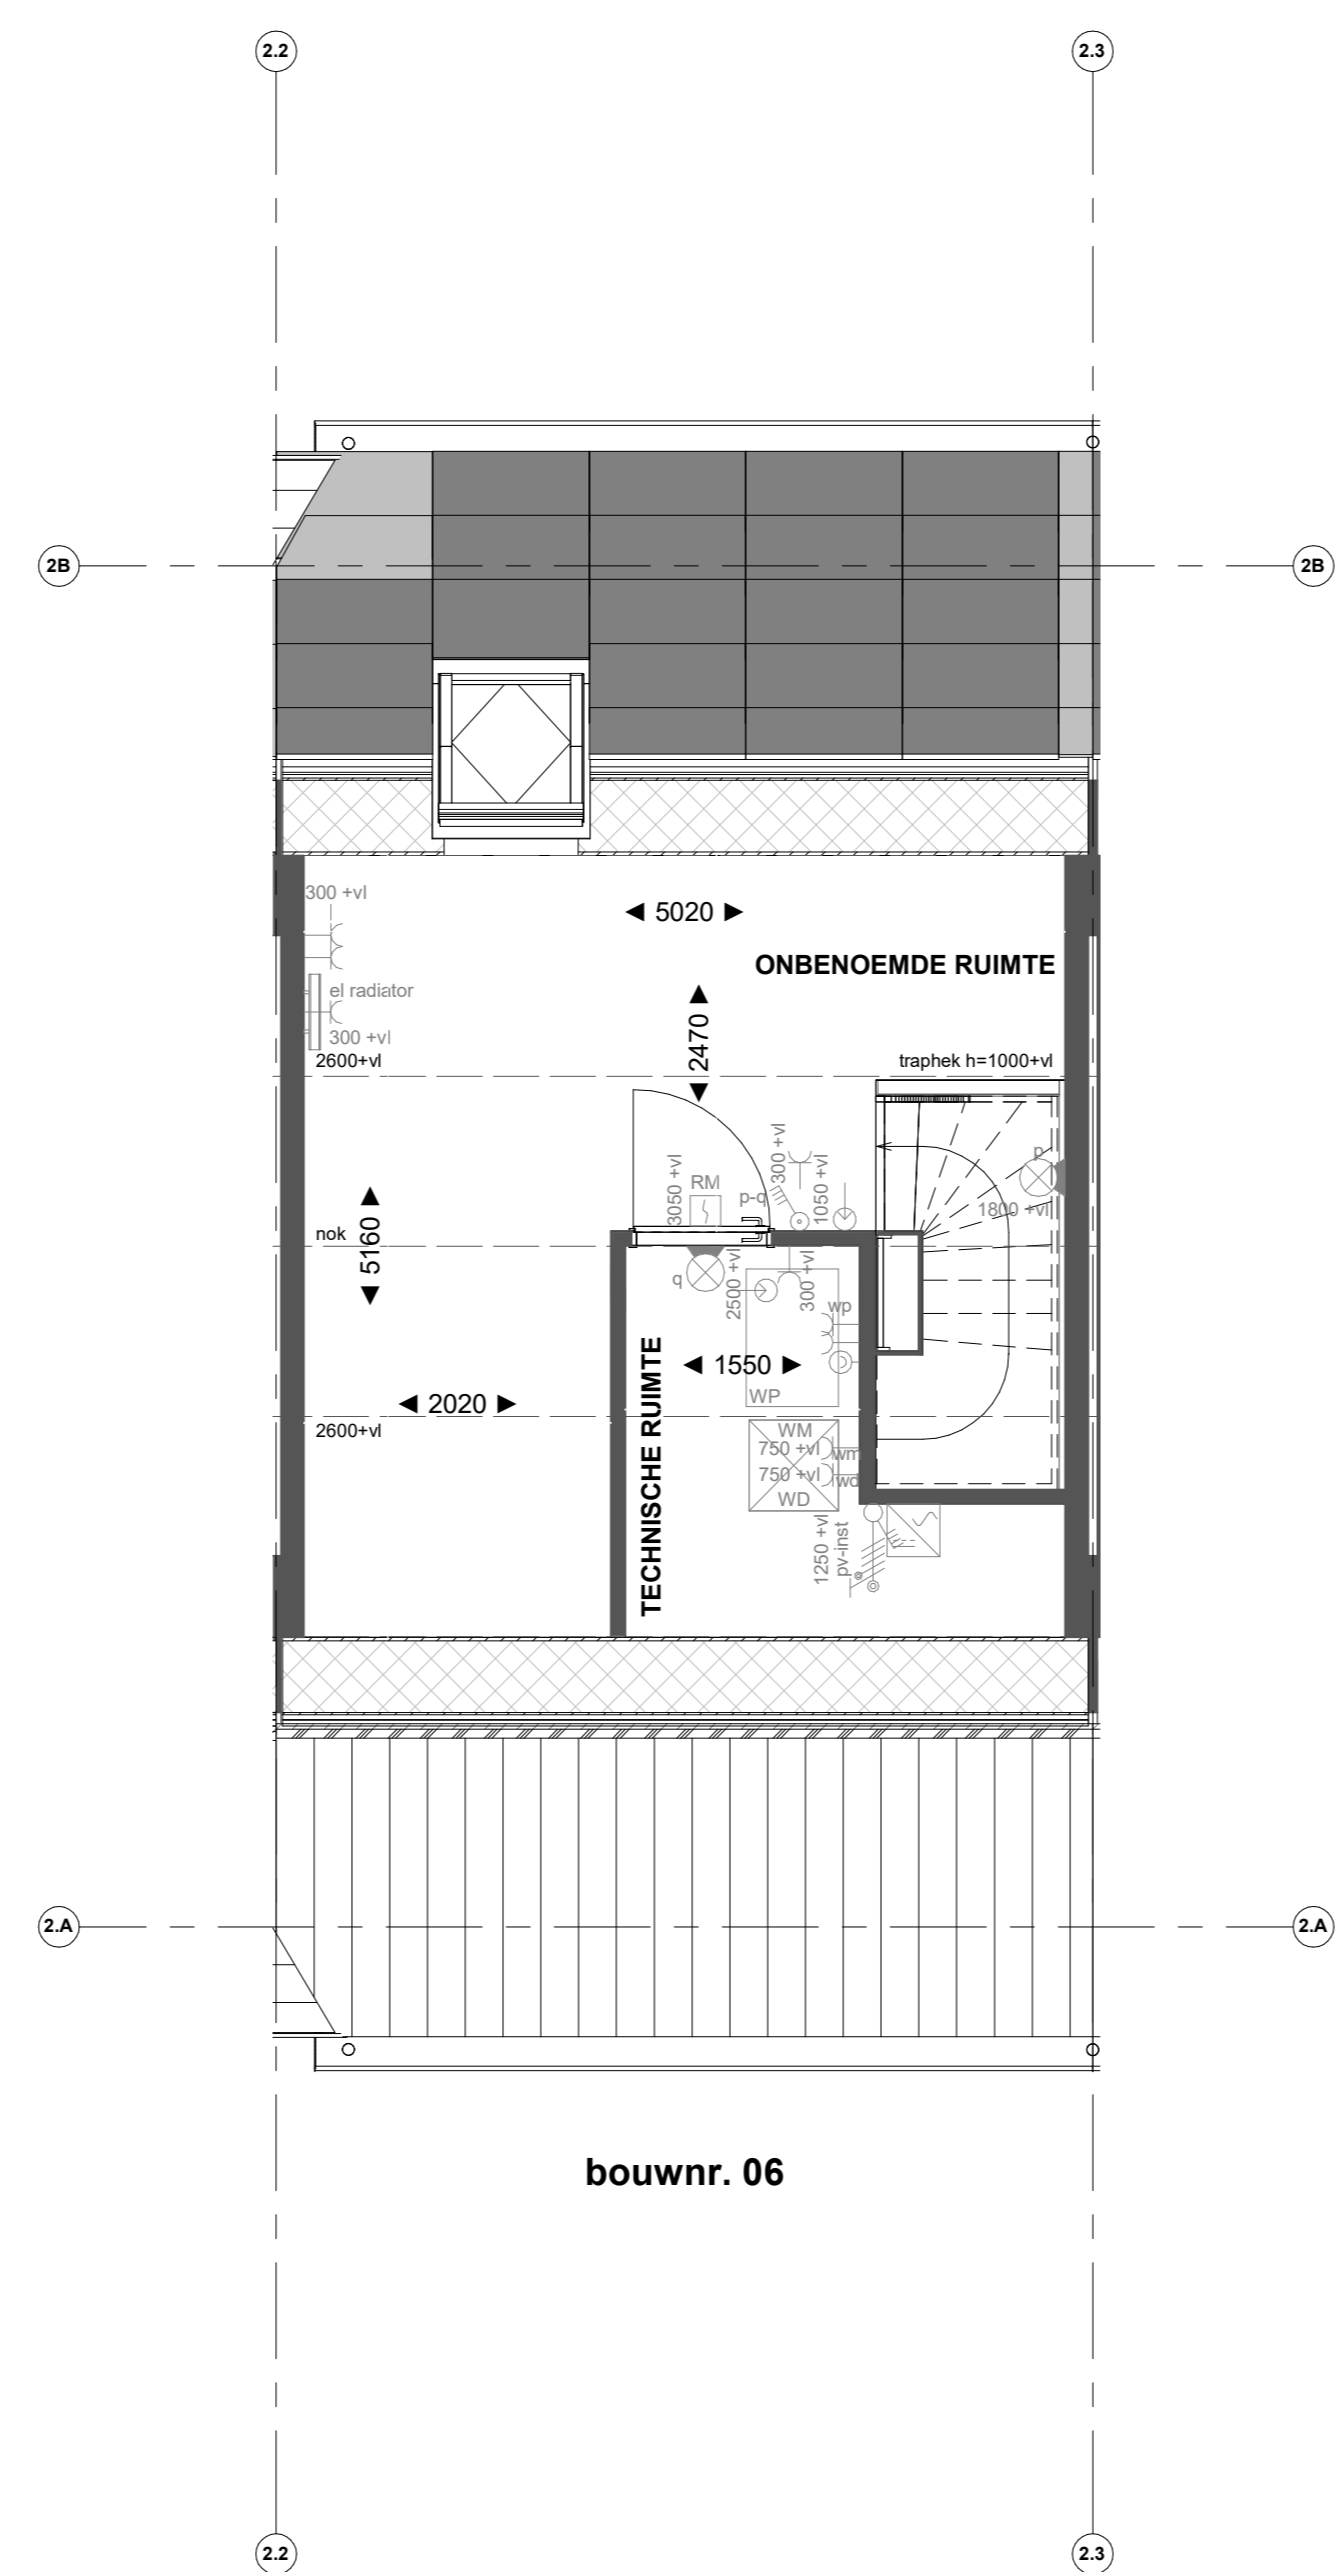 2.2
2.3
2B
2B
300 +vl
◄ 5020 ►
ONBENOEMDE RUIMTE
el radiator
300 +vl
◄ 2470 ►
2600+vl
traphek h=1000+vl
3050 +vl
RM
p-q
300 +vl
1050 +vl
p
1800 +vl
nok
◄ 5160 ►
q
2500 +vl
300 +vl
wp
TECHNISCHE RUIMTE
◄ 1550 ►
WP
◄ 2020 ►
2600+vl
WM
750 +vl
wm
750 +vl
wd
WD
1250 +vl
pv-inst
2.A
2.A
bouwnr. 06
2.2
2.3